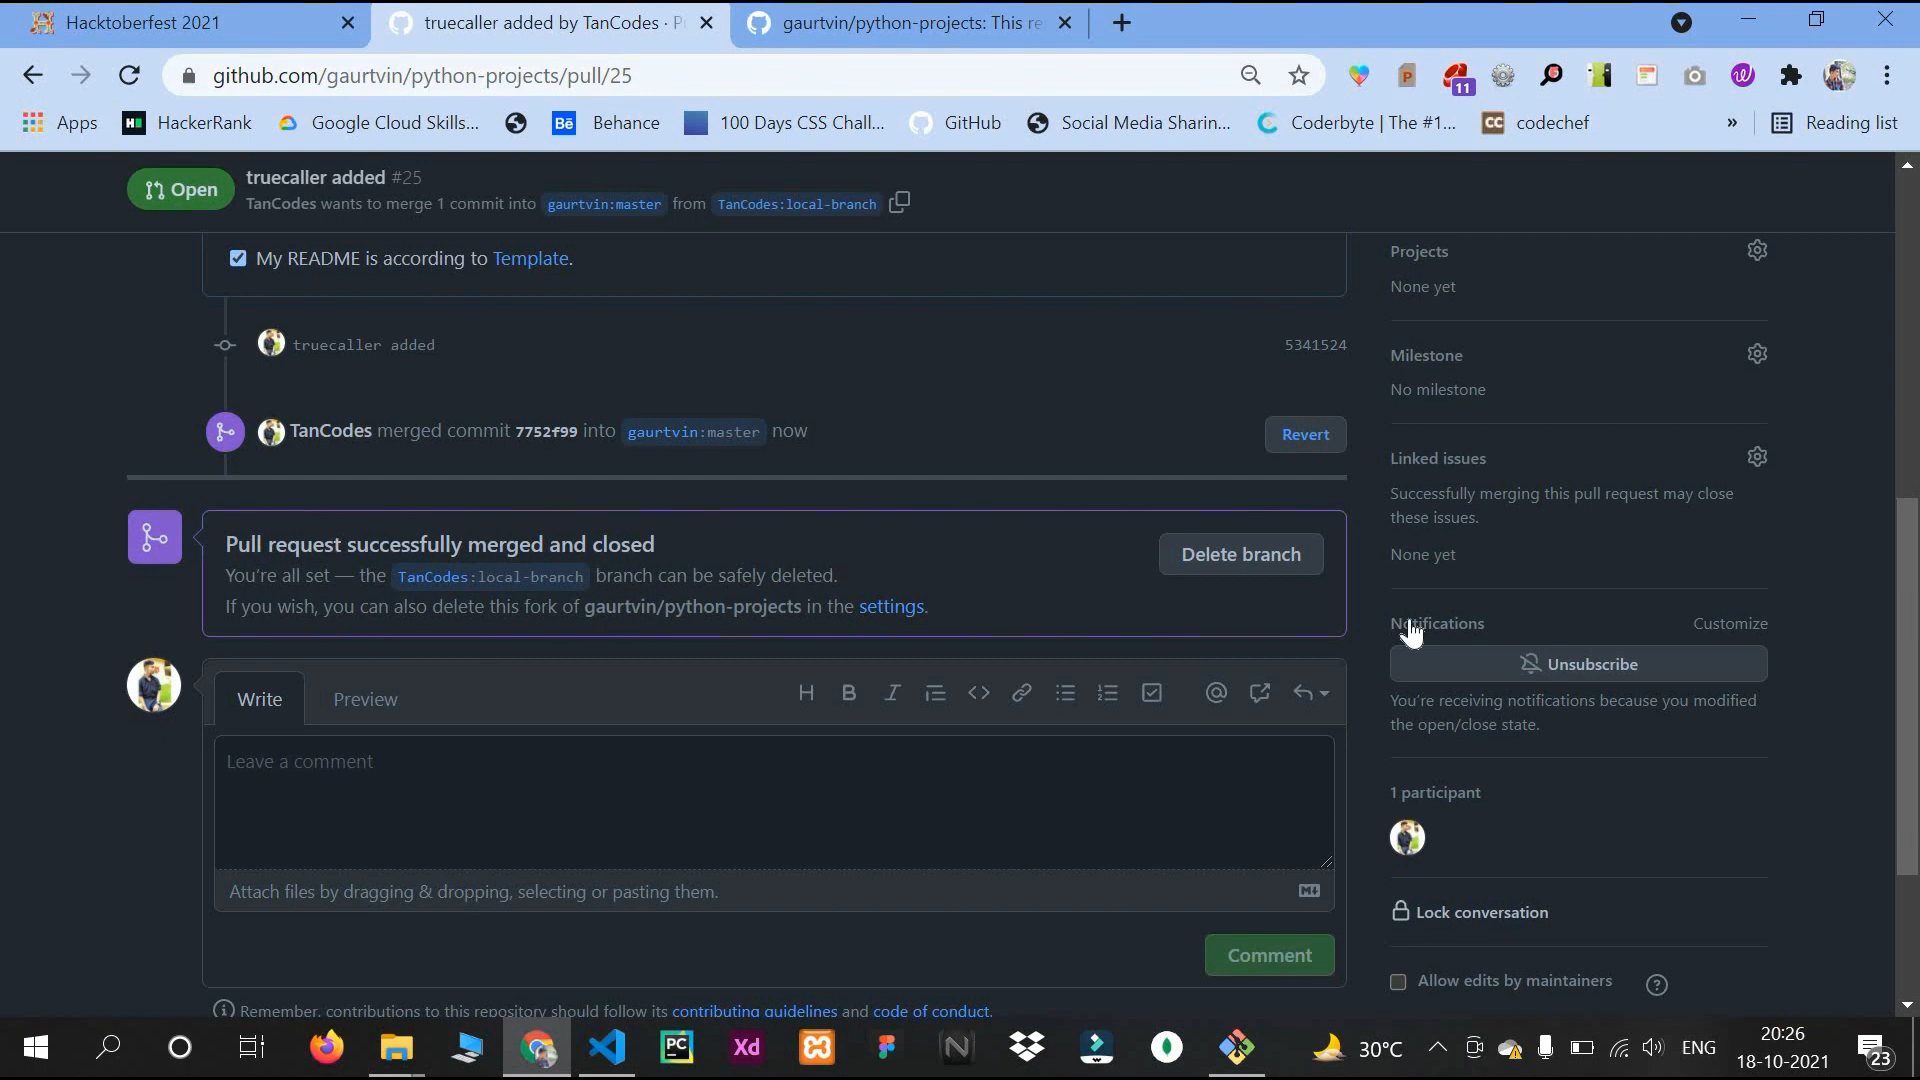 Hacktoberfest 2021
truecaller added by TanCodes · P
gaurtvin/python-projects: This re
github.com/gaurtvin/python-projects/pull/25
11
Apps
HackerRank
Google Cloud Skills...
Bē Behance
100 Days CSS Chall...
GitHub
Social Media Sharin...
Coderbyte | The #1...
CC codechef
»
Reading list
Open
truecaller added #25
TanCodes wants to merge 1 commit into gaurtvin:master from TanCodes:local-branch
My README is according to Template.
truecaller added 5341524
TanCodes merged commit 7752f99 into gaurtvin:master now
Revert
Pull request successfully merged and closed
You're all set — the TanCodes:local-branch branch can be safely deleted.
If you wish, you can also delete this fork of gaurtvin/python-projects in the settings.
Delete branch
Write
Preview
Leave a comment
Attach files by dragging & dropping, selecting or pasting them.
Comment
Remember, contributions to this repository should follow its contributing guidelines and code of conduct.
Projects
None yet
Milestone
No milestone
Linked issues
Successfully merging this pull request may close
these issues.
None yet
Notifications
Customize
Unsubscribe
You're receiving notifications because you modified
the open/close state.
1 participant
Lock conversation
Allow edits by maintainers
PC
Xd
30°C
ENG
20:26
18-10-2021
23